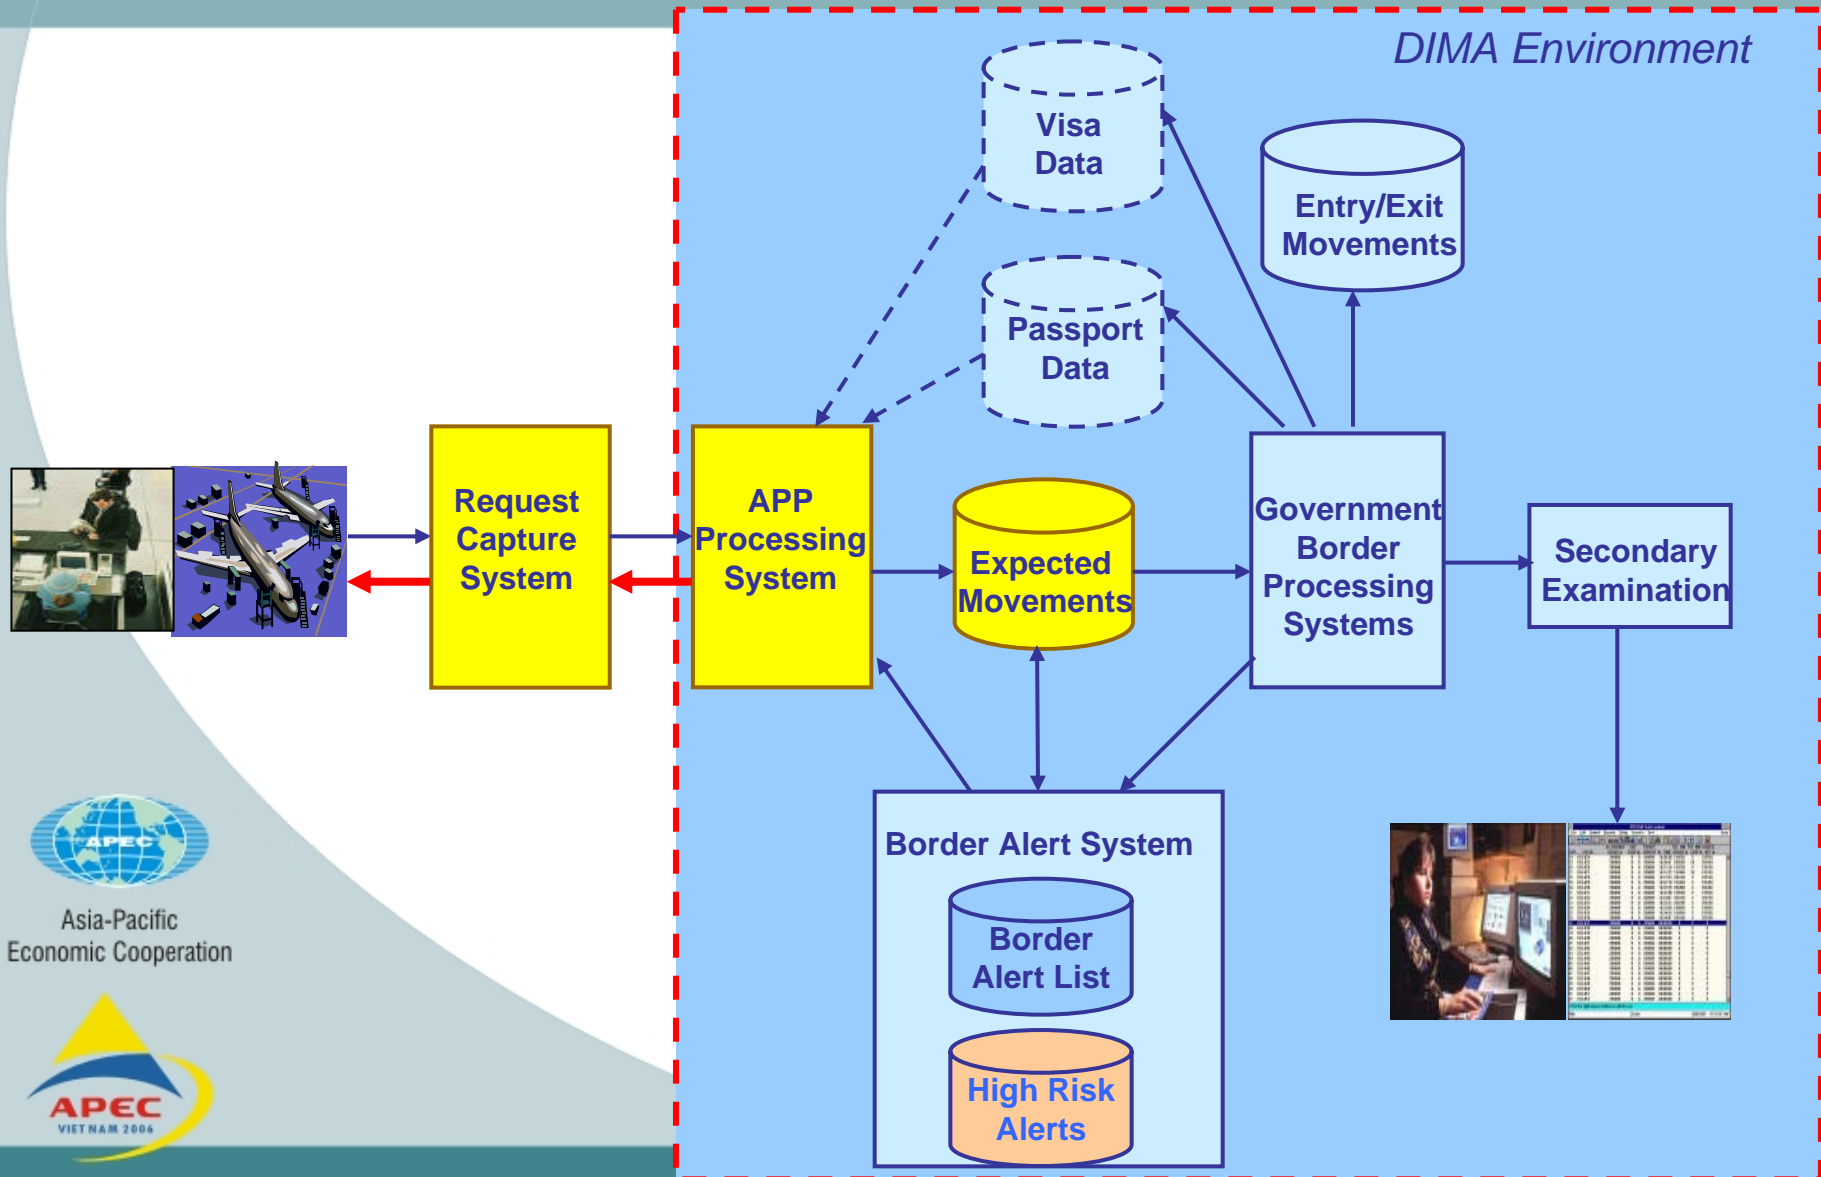 DIMA Environment
Visa
Data
Entry/Exit
Movements
Passport
Data
Request
Capture
System
APP
Processing
System
Expected
Movements
Government
Border
Processing
Systems
Secondary
Examination
Border Alert System
Border
Alert List
High Risk
Alerts
APEC
Asia-Pacific
Economic Cooperation
APEC
VIET NAM 2006